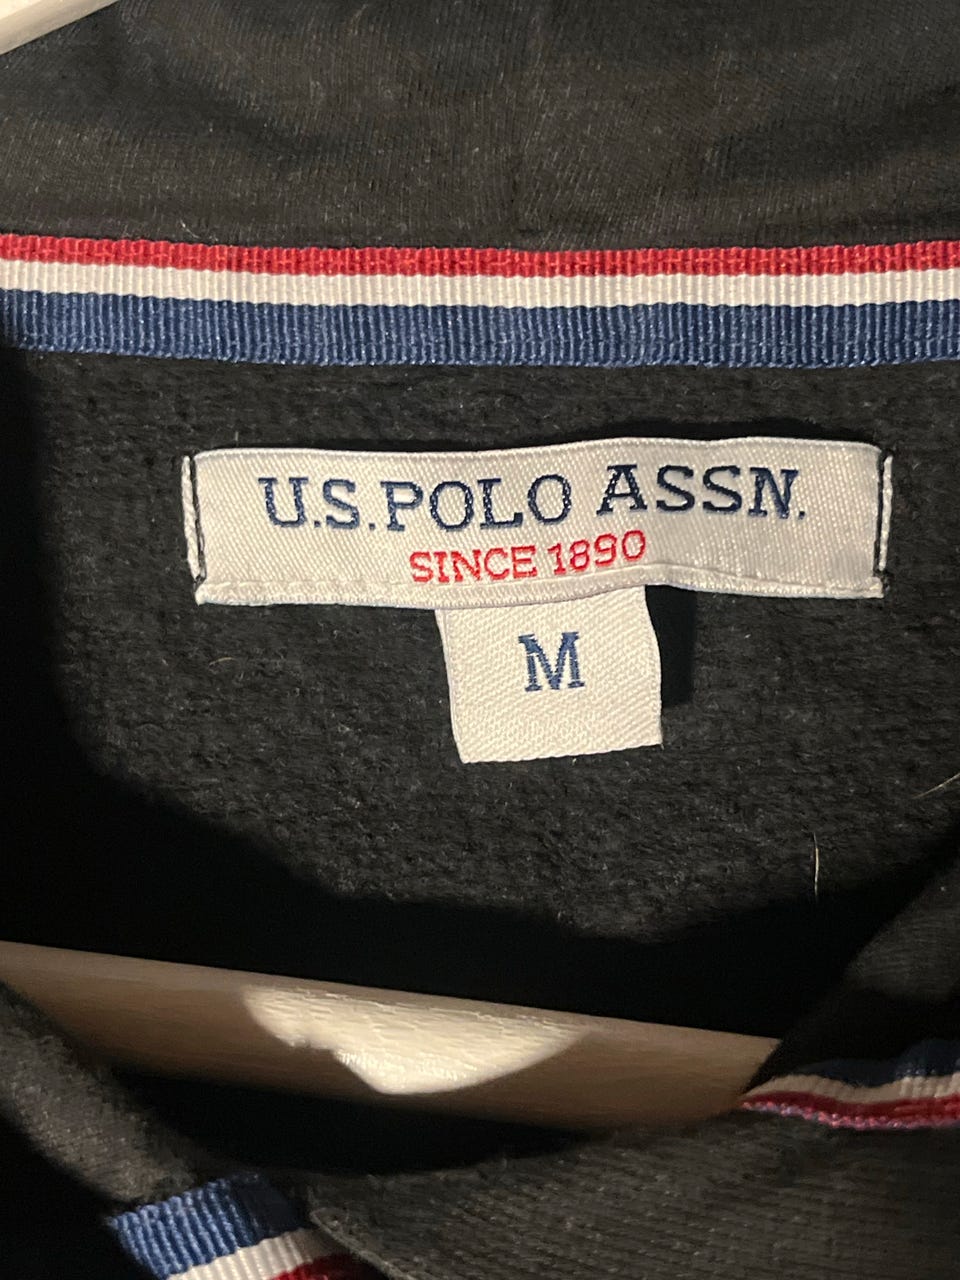 U.S. POLO ASSN.
SINCE 1890
M